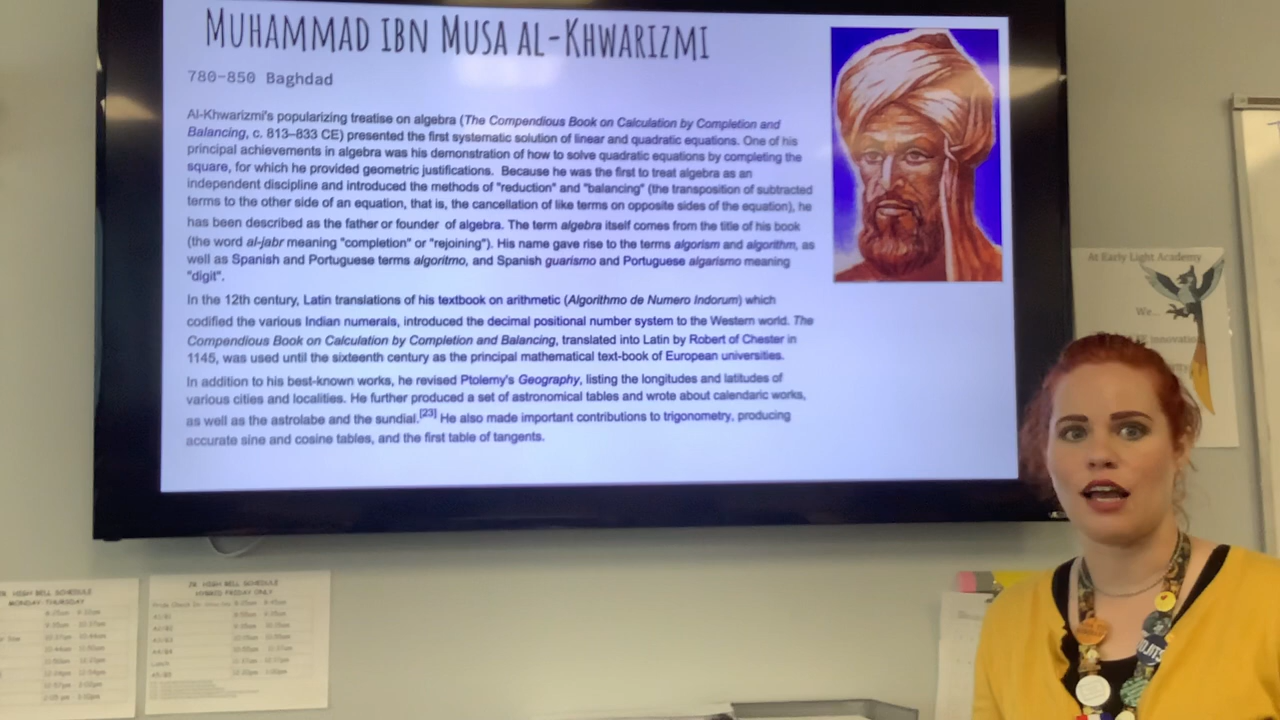 MUHAMMAD IBN MUSA AL-KHWARIZMI
780-850 Baghdad
Al-Khwarizmi's popularizing treatise on algebra (The Compendious Book on Calculation by Completion and
Balancing, c. 813–833 CE) presented the first systematic solution of linear and quadratic equations. One of his
principal achievements in algebra was his demonstration of how to solve quadratic equations by completing the
square, for which he provided geometric justifications. Because he was the first to treat algebra as an
independent discipline and introduced the methods of "reduction" and "balancing" (the transposition of subtracted
terms to the other side of an equation, that is, the cancellation of like terms on opposite sides of the equation), he
has been described as the father or founder of algebra. The term algebra itself comes from the title of his book
(the word al-jabr meaning "completion" or "rejoining"). His name gave rise to the terms algorism and algorithm, as
well as Spanish and Portuguese terms algoritmo, and Spanish guarismo and Portuguese algarismo meaning
"digit".
In the 12th century, Latin translations of his textbook on arithmetic (Algorithmo de Numero Indorum) which
codified the various Indian numerals, introduced the decimal positional number system to the Western world. The
Compendious Book on Calculation by Completion and Balancing, translated into Latin by Robert of Chester in
1145, was used until the sixteenth century as the principal mathematical text-book of European universities.
In addition to his best-known works, he revised Ptolemy's Geography, listing the longitudes and latitudes of
various cities and localities. He further produced a set of astronomical tables and wrote about calendaric works,
as well as the astrolabe and the sundial.[23] He also made important contributions to trigonometry, producing
accurate sine and cosine tables, and the first table of tangents.
At Early Light Academy
We...
JR. HIGH BELL SCHEDULE
MONDAY-THURSDAY
JR. HIGH BELL SCHEDULE
HYBRID FRIDAY ONLY
Lunch